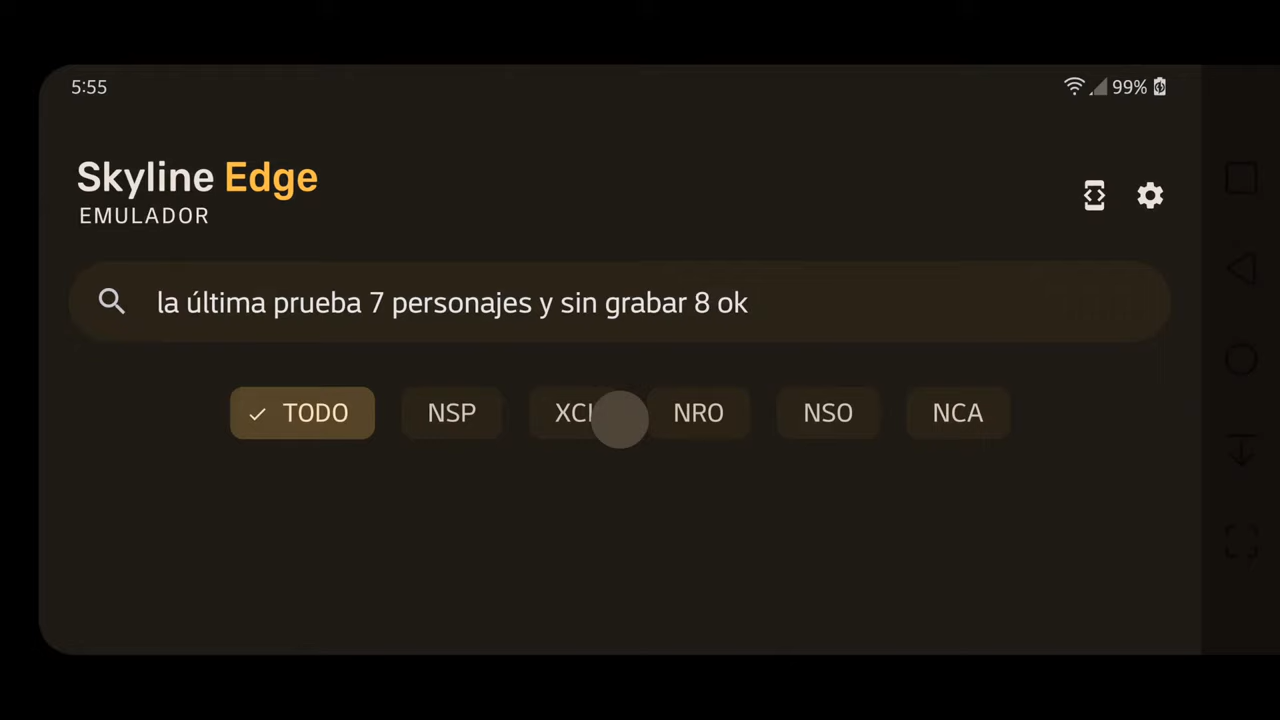 5:55
99%
Skyline Edge
EMULADOR
la última prueba 7 personajes y sin grabar 8 ok
TODO NSP XCI NRO NSO NCA